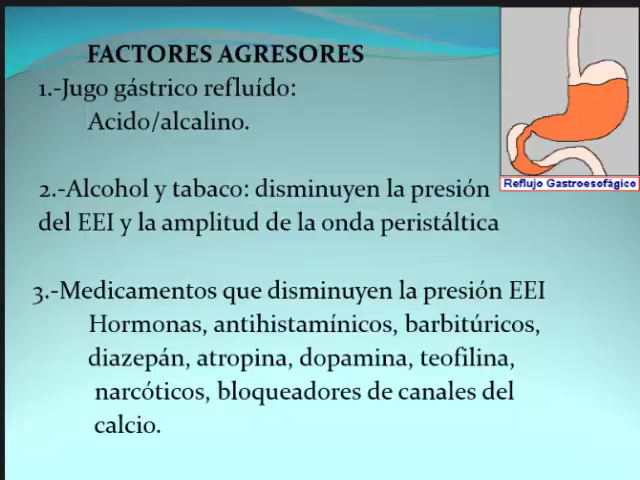 FACTORES AGRESORES
1.-Jugo gástrico refluído:
Acido/alcalino.
Reflujo Gastroesofágico
2.-Alcohol y tabaco: disminuyen la presión
del EEI y la amplitud de la onda peristáltica
3.-Medicamentos que disminuyen la presión EEI
Hormonas, antihistamínicos, barbitúricos,
diazepán, atropina, dopamina, teofilina,
narcóticos, bloqueadores de canales del
calcio.